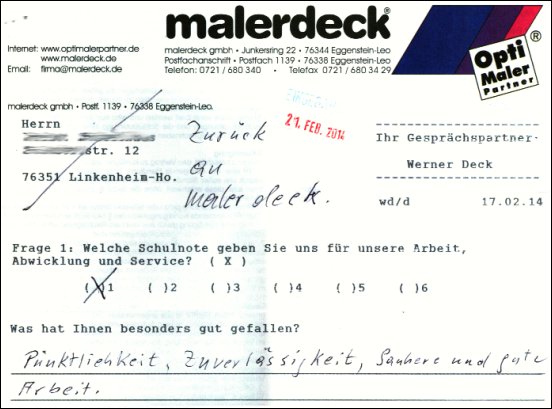 malerdeck®
Internet: www.optimalerpartner.de
www.malerdeck.de
Email: firma@malerdeck.de
malerdeck gmbh • Junkersring 22 • 76344 Eggenstein-Leo
Postfachanschrift • Postfach 1139 • 76338 Eggenstein-Leo
Telefon: 0721 / 680 340 • Telefax 0721 / 680 34 29
Opti
Maler
Partner
®
malerdeck gmbh • Postf. 1139 • 76338 Eggenstein-Leo.
Herrn
str. 12
76351 Linkenheim-Ho.
Zurück
an
malerdeck.
21. FEB. 2014
Ihr Gesprächspartner
Werner Deck
wd/d 17.02.14
Frage 1: Welche Schulnote geben Sie uns für unsere Arbeit,
Abwicklung und Service? ( X )
(X)1 ( )2 ( )3 ( )4 ( )5 ( )6
Was hat Ihnen besonders gut gefallen?
Pünktlichkeit, Zuverlässigkeit, Saubere und gute
Arbeit.